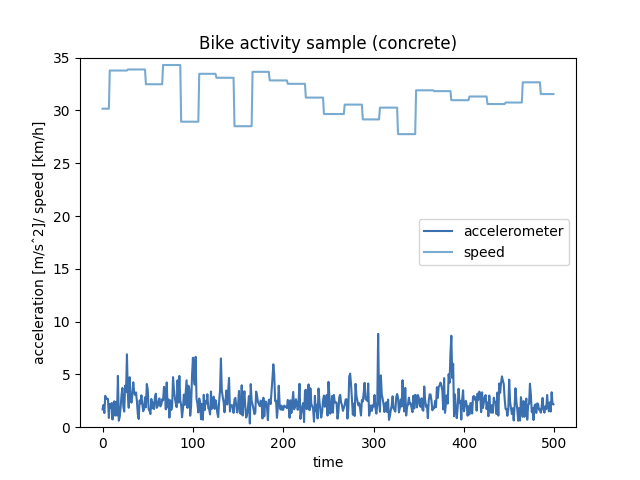 Bike activity sample (concrete)
acceleration [m/sˆ2]/ speed [km/h]
35
30
25
20
15
10
5
0
accelerometer
speed
0 100 200 300 400 500
time